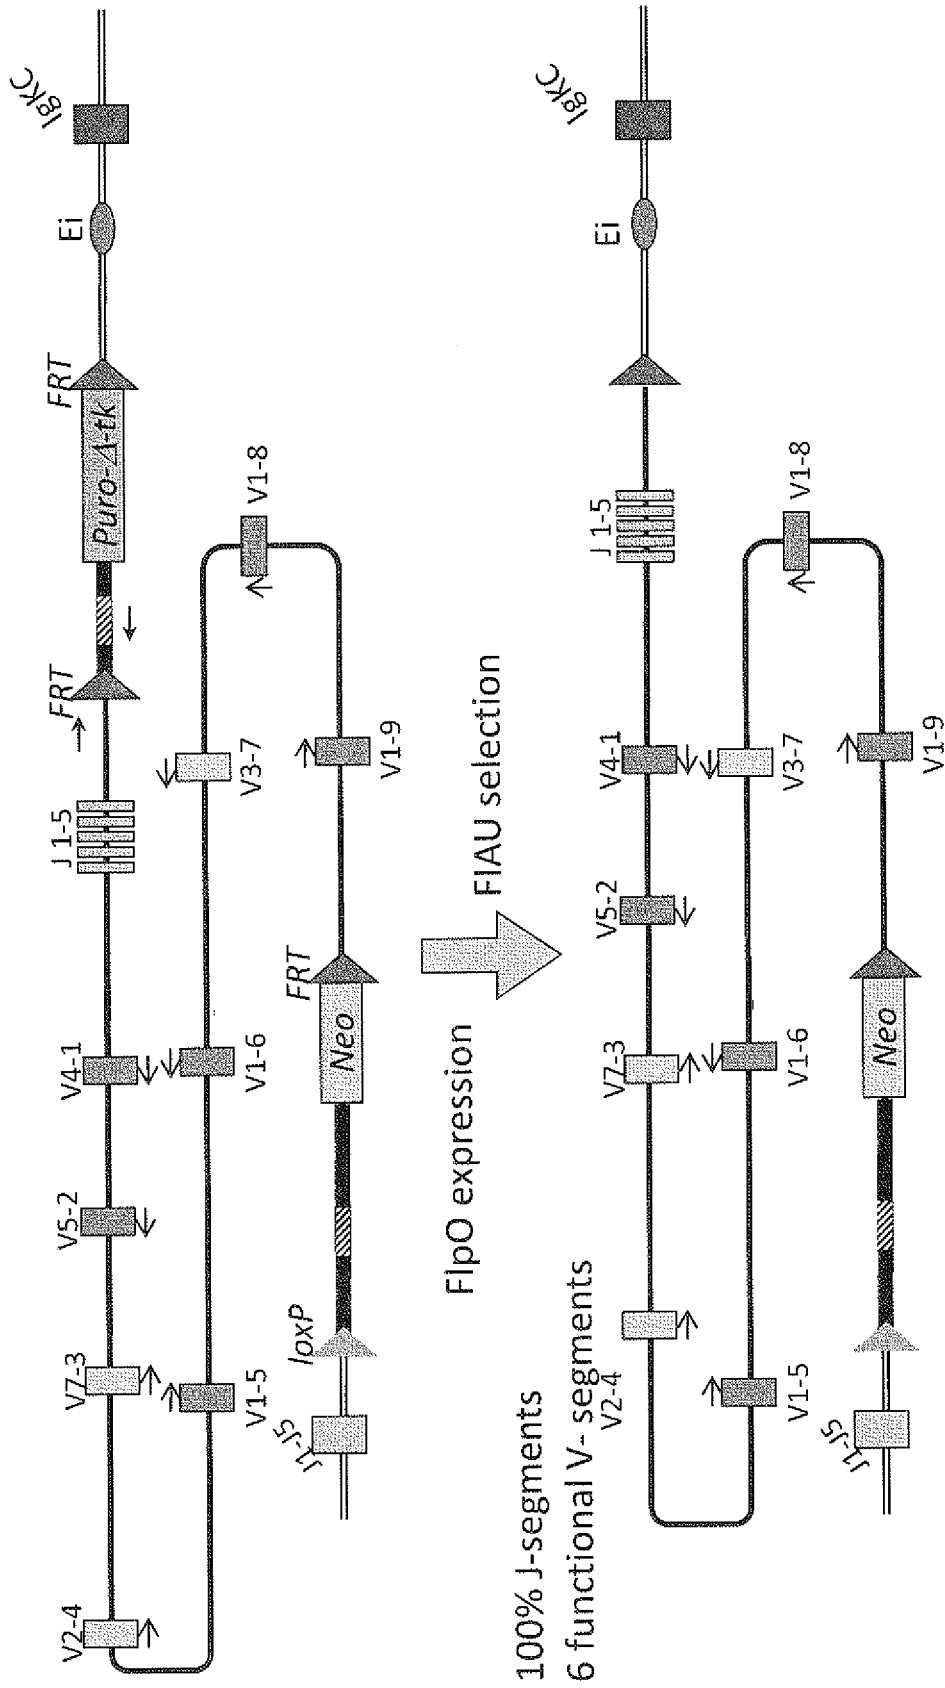 V2-4
V7-3
V5-2
V4-1
J 1-5
FRT
Puro-Δ-tk
FRT
Ei
IgKC
V1-5
V1-6
V3-7
V1-8
J1-J5
loxP
Neo
FRT
V1-9
FlpO expression
FIAU selection
100% J-segments
6 functional V- segments
V2-4
V7-3
V5-2
V4-1
J 1-5
Ei
IgKC
V1-5
V1-6
V3-7
V1-8
J1-J5
Neo
V1-9